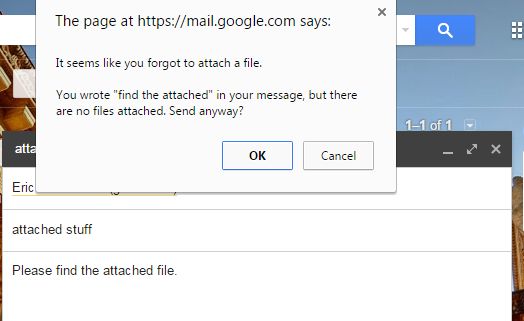 The page at https://mail.google.com says:
It seems like you forgot to attach a file.
You wrote "find the attached" in your message, but there
are no files attached. Send anyway?
OK Cancel
1–1 of 1
atta
Eric
attached stuff
Please find the attached file.